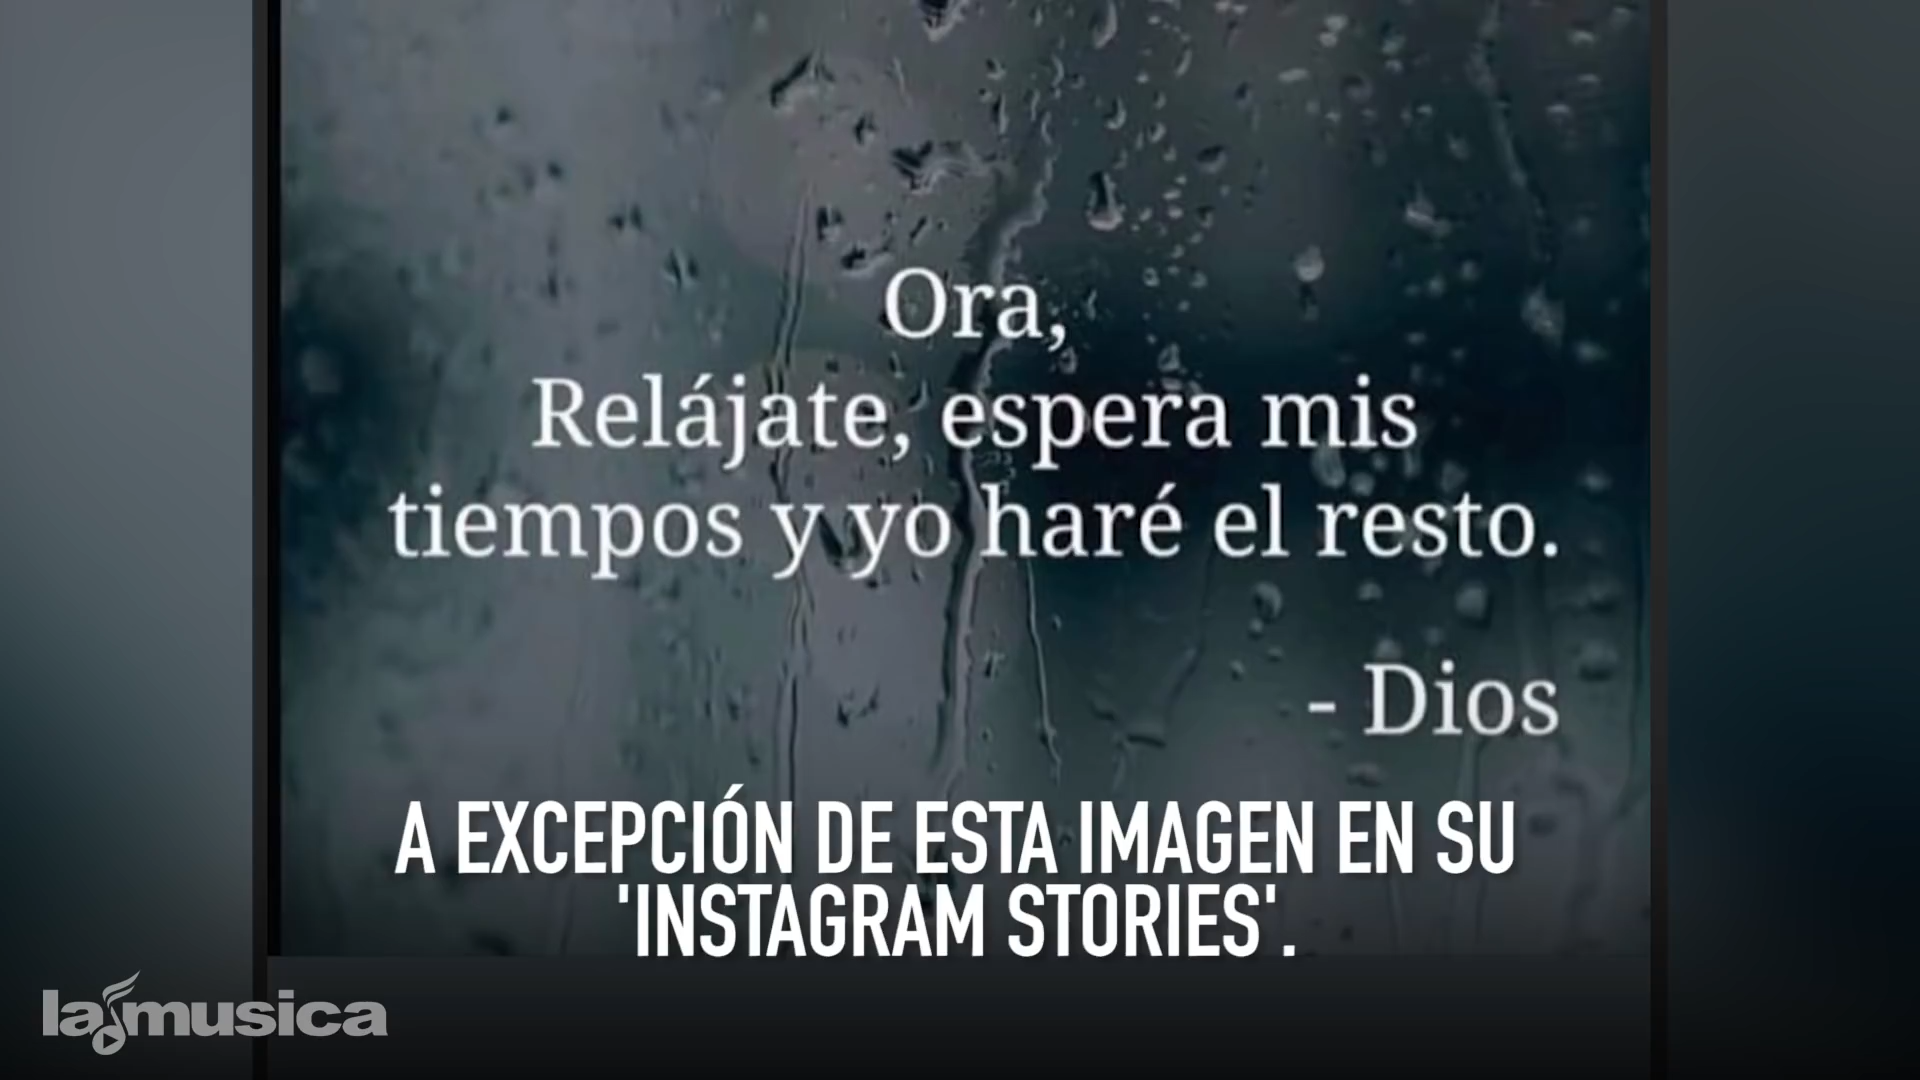 Ora,
Relájate, espera mis
tiempos y yo haré el resto.
- Dios
A EXCEPCIÓN DE ESTA IMAGEN EN SU
'INSTAGRAM STORIES'.
lamusica